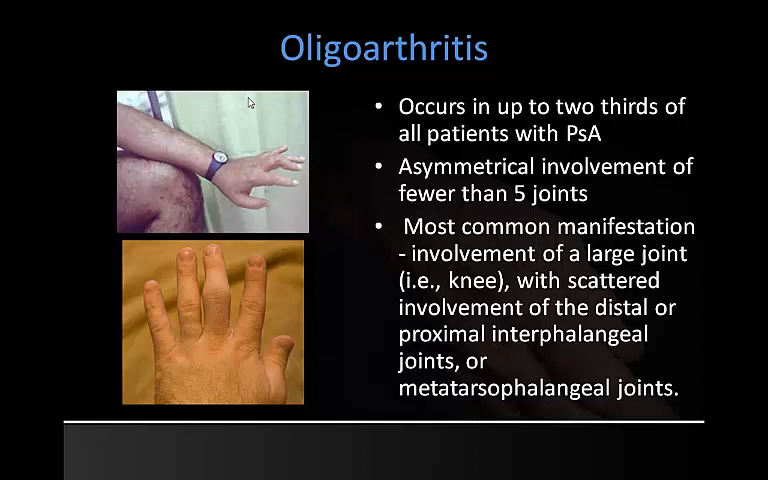 Oligoarthritis
• Occurs in up to two thirds of
all patients with PsA
• Asymmetrical involvement of
fewer than 5 joints
• Most common manifestation
- involvement of a large joint
(i.e., knee), with scattered
involvement of the distal or
proximal interphalangeal
joints, or
metatarsophalangeal joints.